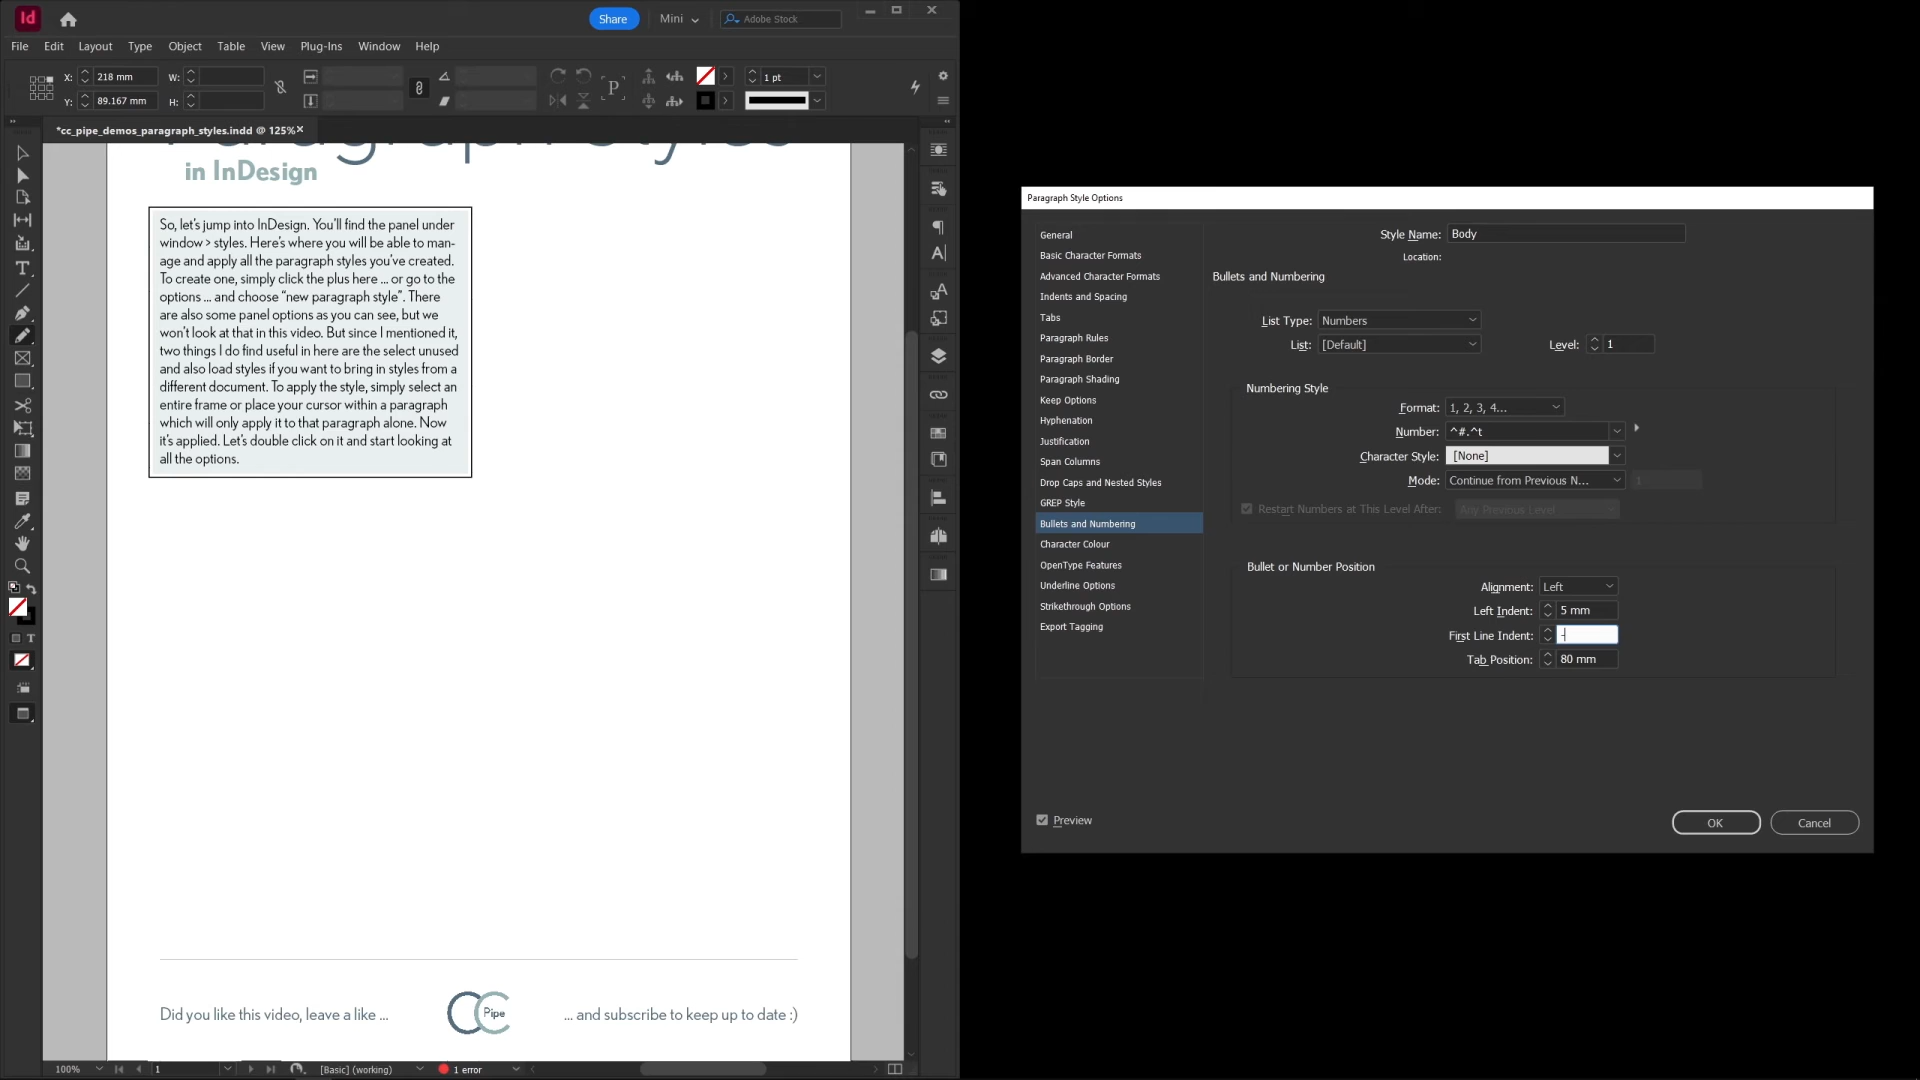 Id
Share
Mini
Adobe Stock
File Edit Layout Type Object Table View Plug-Ins Window Help
X: 218 mm W:
1 pt
Y: 89.167 mm H:
P
*cc_pipe_demos_paragraph_styles.indd @ 125% ×
Paragraph Styles
in InDesign
So, let's jump into InDesign. You'll find the panel under
window > styles. Here's where you will be able to man-
age and apply all the paragraph styles you've created.
To create one, simply click the plus here ... or go to the
options ... and choose “new paragraph style”. There
are also some panel options as you can see, but we
won't look at that in this video. But since I mentioned it,
two things I do find useful in here are the select unused
and also load styles if you want to bring in styles from a
different document. To apply the style, simply select an
entire frame or place your cursor within a paragraph
which will only apply it to that paragraph alone. Now
it's applied. Let's double click on it and start looking at
all the options.
Did you like this video, leave a like ...
CC Pipe
... and subscribe to keep up to date :)
100%
1
[Basic] (working)
1 error
Paragraph Style Options
General
Basic Character Formats
Advanced Character Formats
Indents and Spacing
Tabs
Paragraph Rules
Paragraph Border
Paragraph Shading
Keep Options
Hyphenation
Justification
Span Columns
Drop Caps and Nested Styles
GREP Style
Bullets and Numbering
Character Colour
OpenType Features
Underline Options
Strikethrough Options
Export Tagging
Style Name: Body
Location:
Bullets and Numbering
List Type: Numbers
List: [Default]
Level: 1
Numbering Style
Format: 1, 2, 3, 4...
Number: ^#.^t
Character Style: [None]
Mode: Continue from Previous N... 1
Restart Numbers at This Level After: Any Previous Level
Bullet or Number Position
Alignment: Left
Left Indent: 5 mm
First Line Indent: -
Tab Position: 80 mm
Preview
OK
Cancel